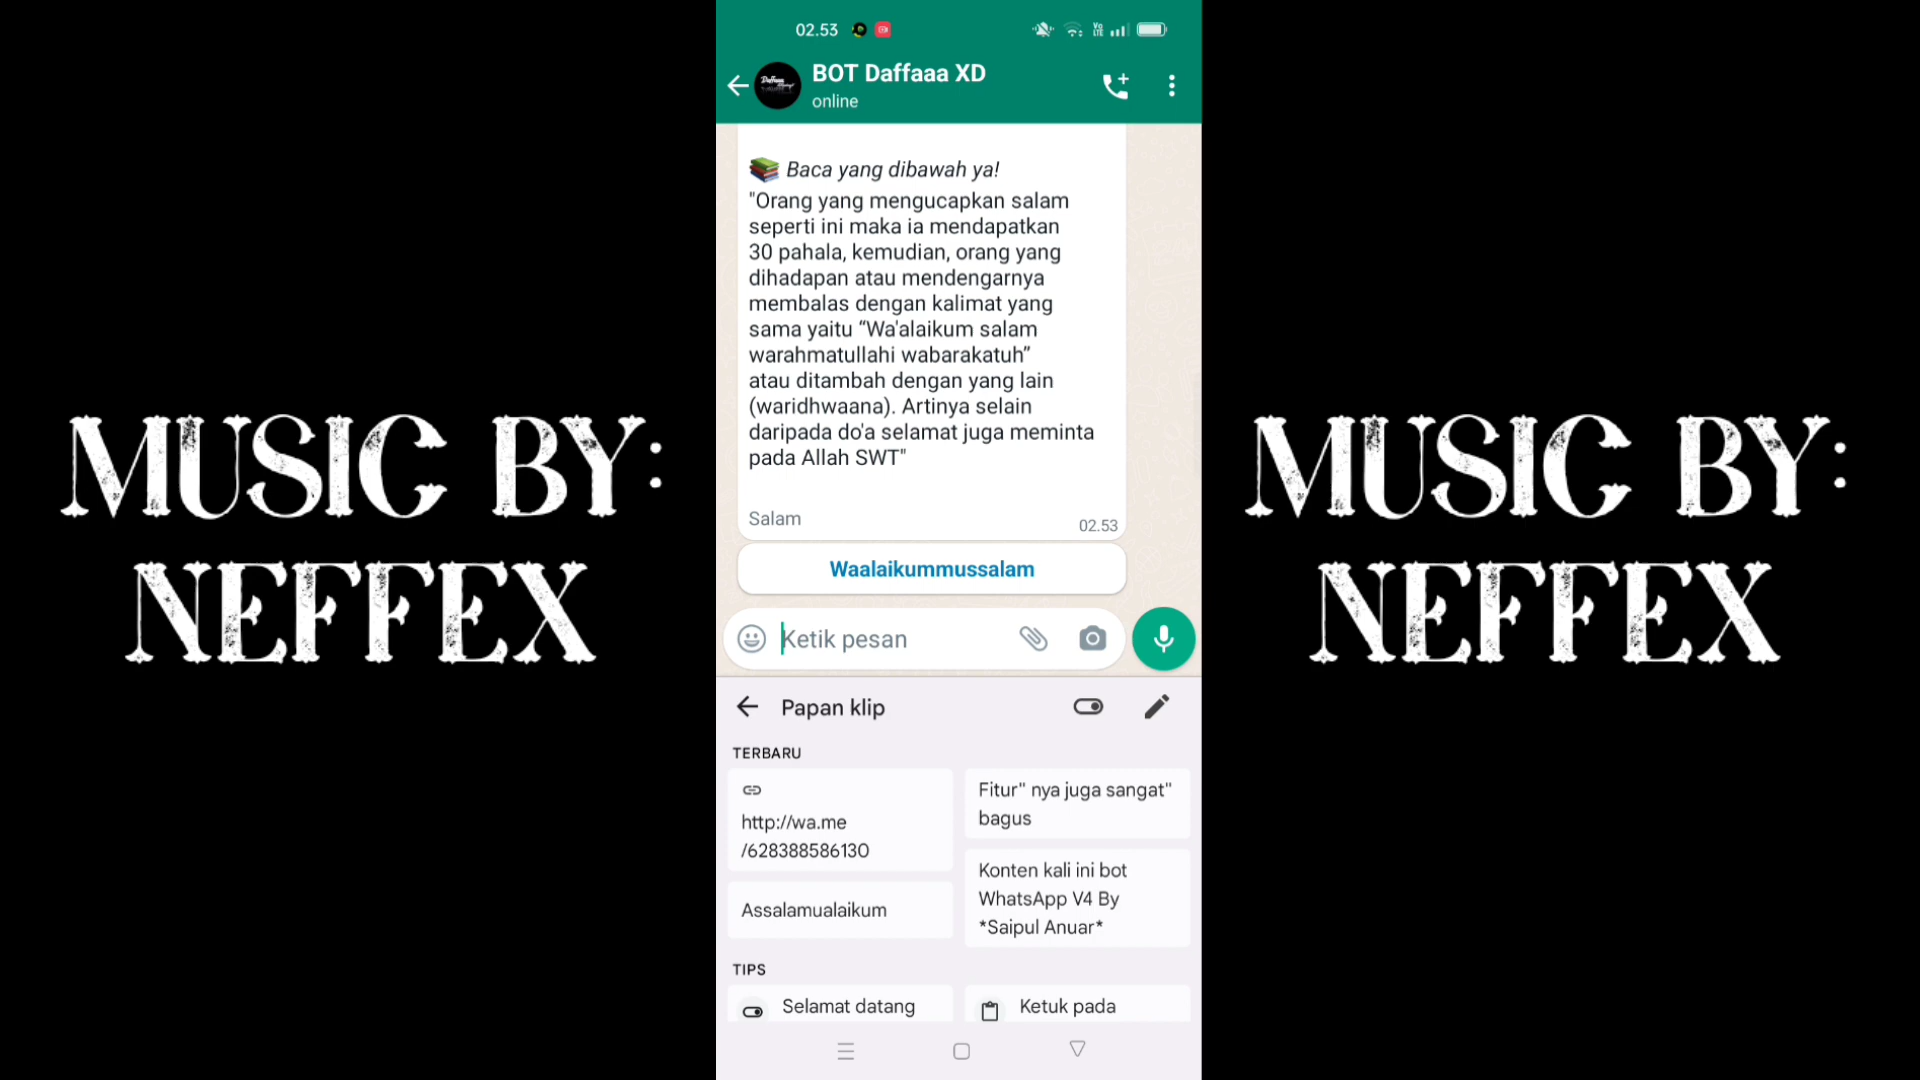 MUSIC BY:
NEFFEX
02.53
BOT Daffaaa XD
online
Baca yang dibawah ya!
"Orang yang mengucapkan salam
seperti ini maka ia mendapatkan
30 pahala, kemudian, orang yang
dihadapan atau mendengarnya
membalas dengan kalimat yang
sama yaitu “Wa'alaikum salam
warahmatullahi wabarakatuh”
atau ditambah dengan yang lain
(waridhwaana). Artinya selain
daripada do'a selamat juga meminta
pada Allah SWT"
Salam
02.53
Waalaikummussalam
Ketik pesan
Papan klip
TERBARU
http://wa.me
/6283885861​30
Assalamualaikum
Fitur" nya juga sangat"
bagus
Konten kali ini bot
WhatsApp V4 By
*Saipul Anuar*
TIPS
Selamat datang
Ketuk pada
MUSIC BY:
NEFFEX